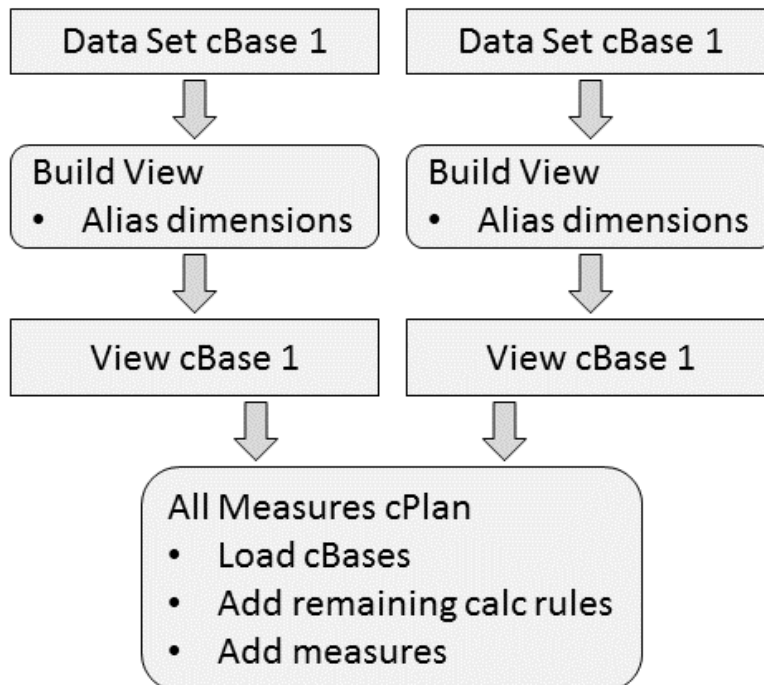 Data Set cBase 1
Data Set cBase 1
Build View
• Alias dimensions
Build View
• Alias dimensions
View cBase 1
View cBase 1
All Measures cPlan
• Load cBases
• Add remaining calc rules
• Add measures